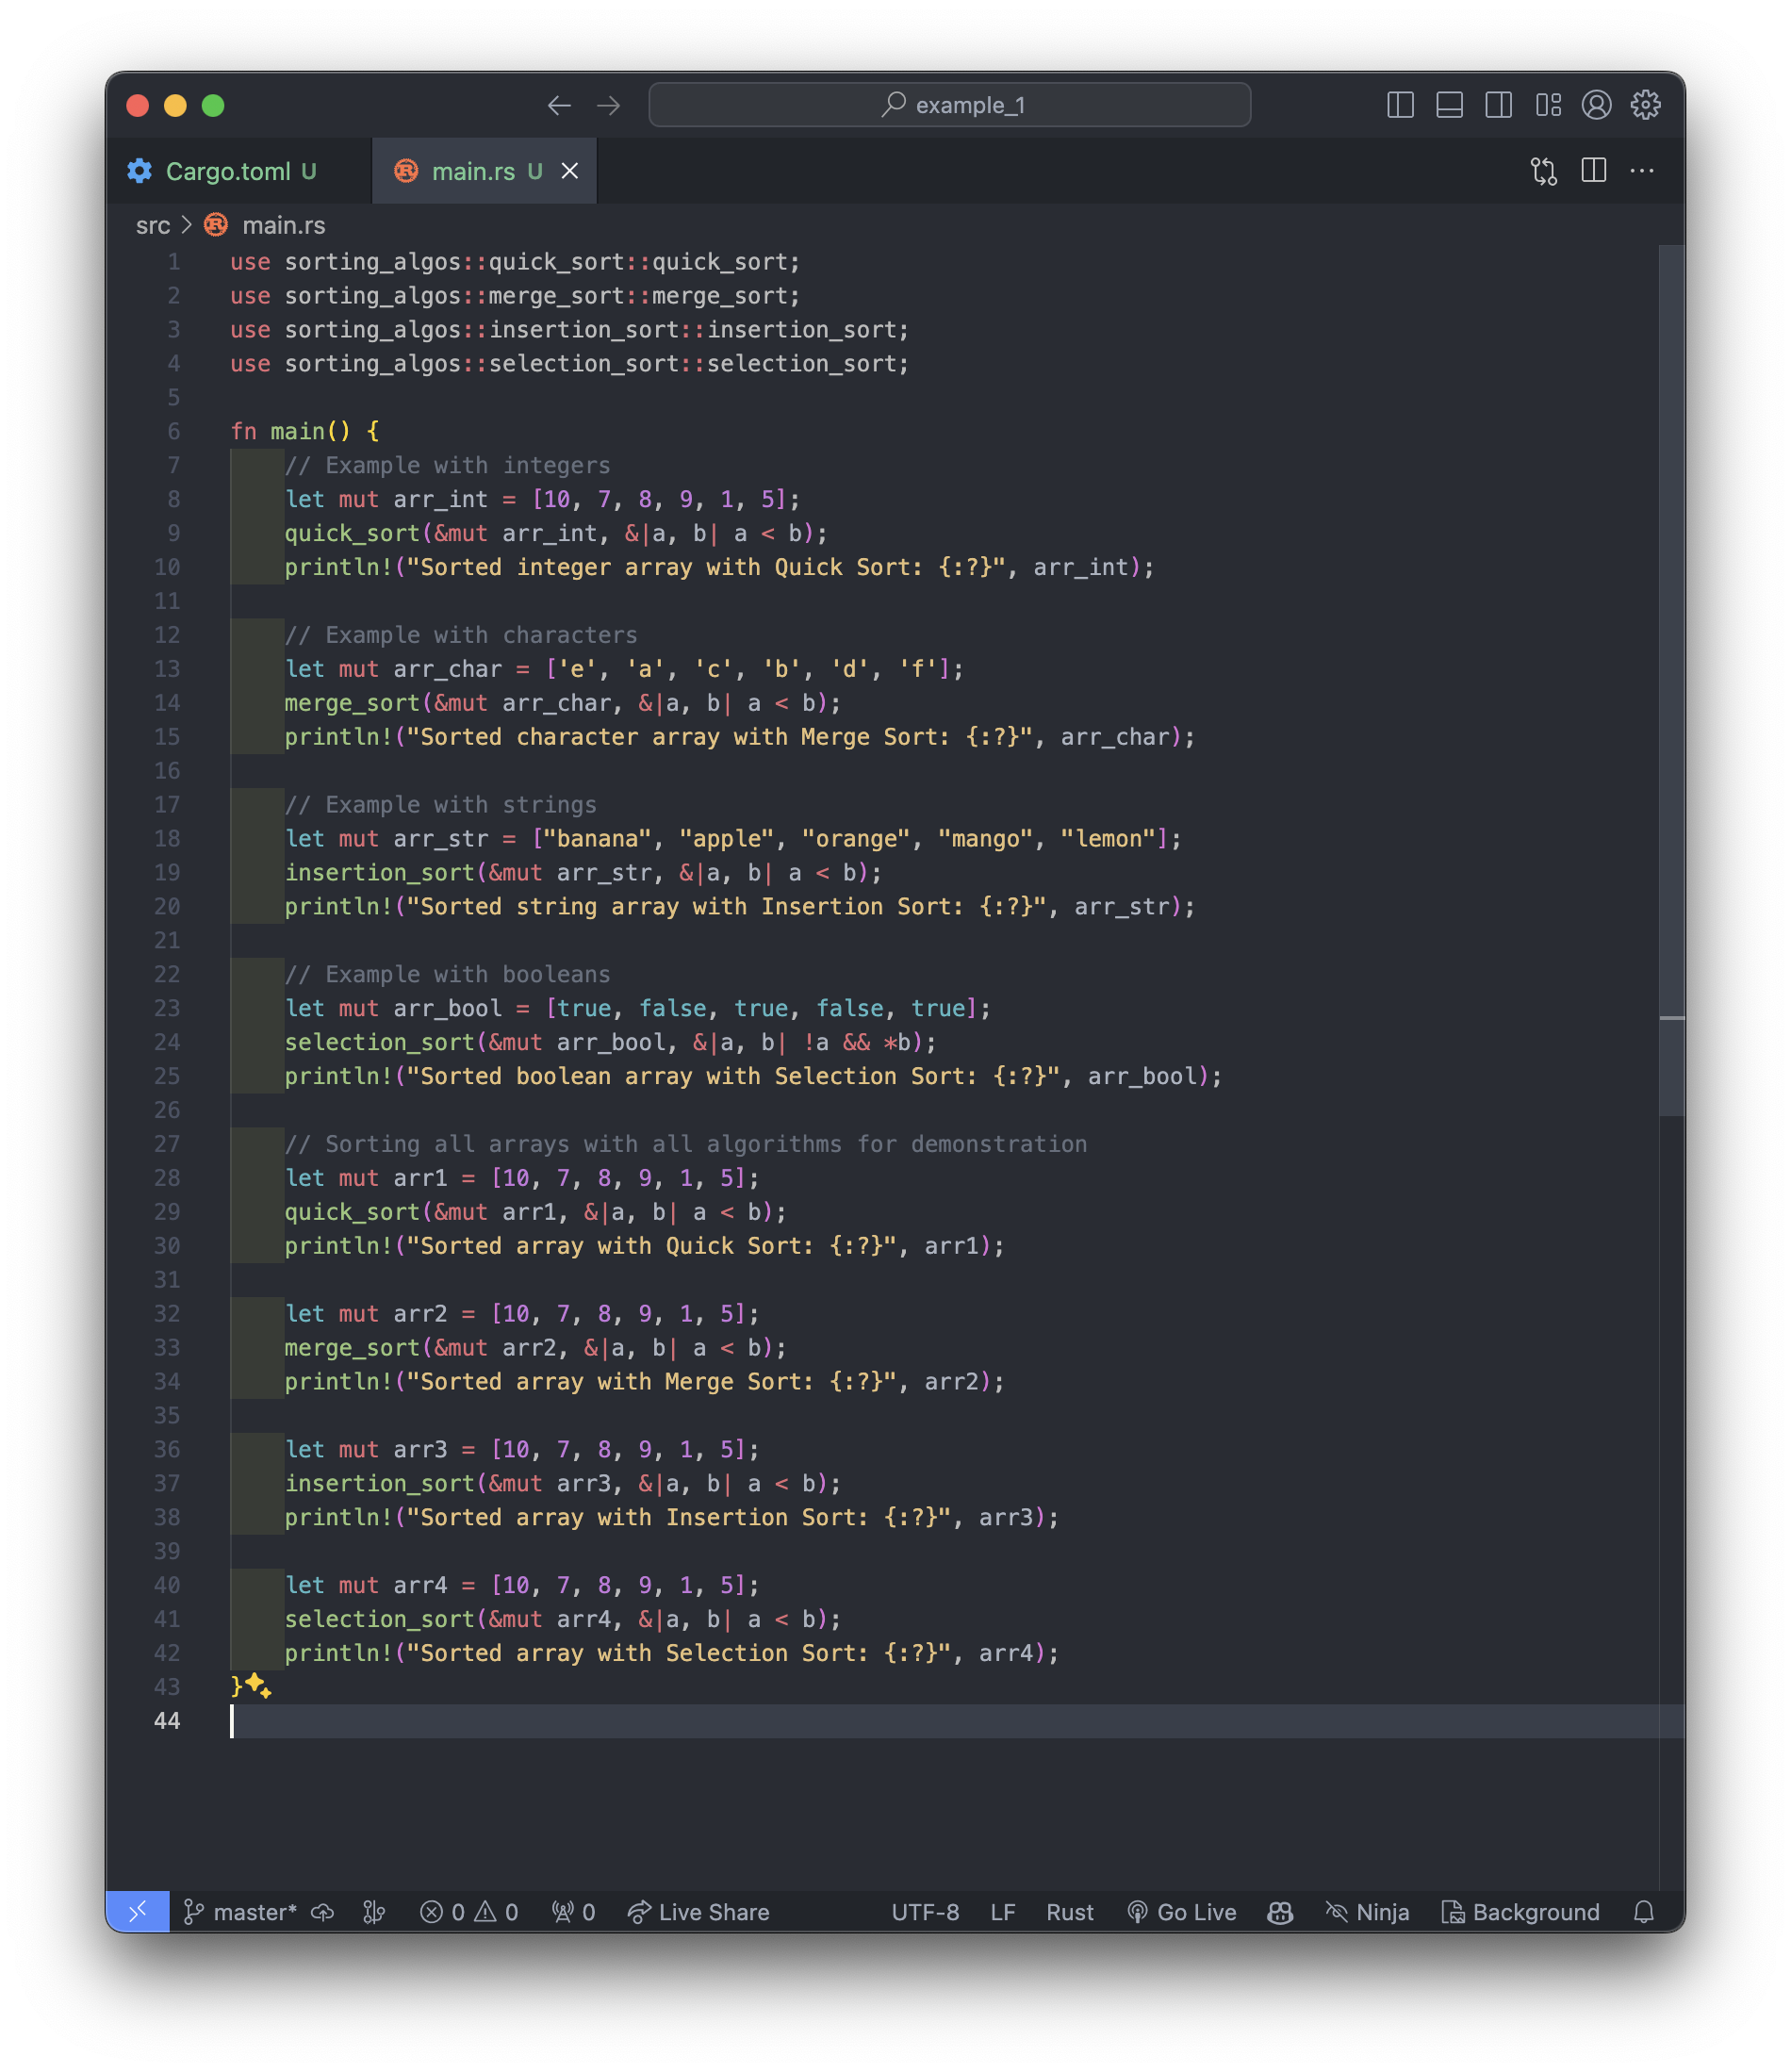 example_1
Cargo.toml U
main.rs U
src > main.rs
1 use sorting_algos::quick_sort::quick_sort;
2 use sorting_algos::merge_sort::merge_sort;
3 use sorting_algos::insertion_sort::insertion_sort;
4 use sorting_algos::selection_sort::selection_sort;
5
6 fn main() {
7     // Example with integers
8     let mut arr_int = [10, 7, 8, 9, 1, 5];
9     quick_sort(&mut arr_int, &|a, b| a < b);
10     println!("Sorted integer array with Quick Sort: {:?}", arr_int);
11
12     // Example with characters
13     let mut arr_char = ['e', 'a', 'c', 'b', 'd', 'f'];
14     merge_sort(&mut arr_char, &|a, b| a < b);
15     println!("Sorted character array with Merge Sort: {:?}", arr_char);
16
17     // Example with strings
18     let mut arr_str = ["banana", "apple", "orange", "mango", "lemon"];
19     insertion_sort(&mut arr_str, &|a, b| a < b);
20     println!("Sorted string array with Insertion Sort: {:?}", arr_str);
21
22     // Example with booleans
23     let mut arr_bool = [true, false, true, false, true];
24     selection_sort(&mut arr_bool, &|a, b| !a && *b);
25     println!("Sorted boolean array with Selection Sort: {:?}", arr_bool);
26
27     // Sorting all arrays with all algorithms for demonstration
28     let mut arr1 = [10, 7, 8, 9, 1, 5];
29     quick_sort(&mut arr1, &|a, b| a < b);
30     println!("Sorted array with Quick Sort: {:?}", arr1);
31
32     let mut arr2 = [10, 7, 8, 9, 1, 5];
33     merge_sort(&mut arr2, &|a, b| a < b);
34     println!("Sorted array with Merge Sort: {:?}", arr2);
35
36     let mut arr3 = [10, 7, 8, 9, 1, 5];
37     insertion_sort(&mut arr3, &|a, b| a < b);
38     println!("Sorted array with Insertion Sort: {:?}", arr3);
39
40     let mut arr4 = [10, 7, 8, 9, 1, 5];
41     selection_sort(&mut arr4, &|a, b| a < b);
42     println!("Sorted array with Selection Sort: {:?}", arr4);
43 }
44
master* 0 0 0 Live Share UTF-8 LF Rust Go Live Ninja Background